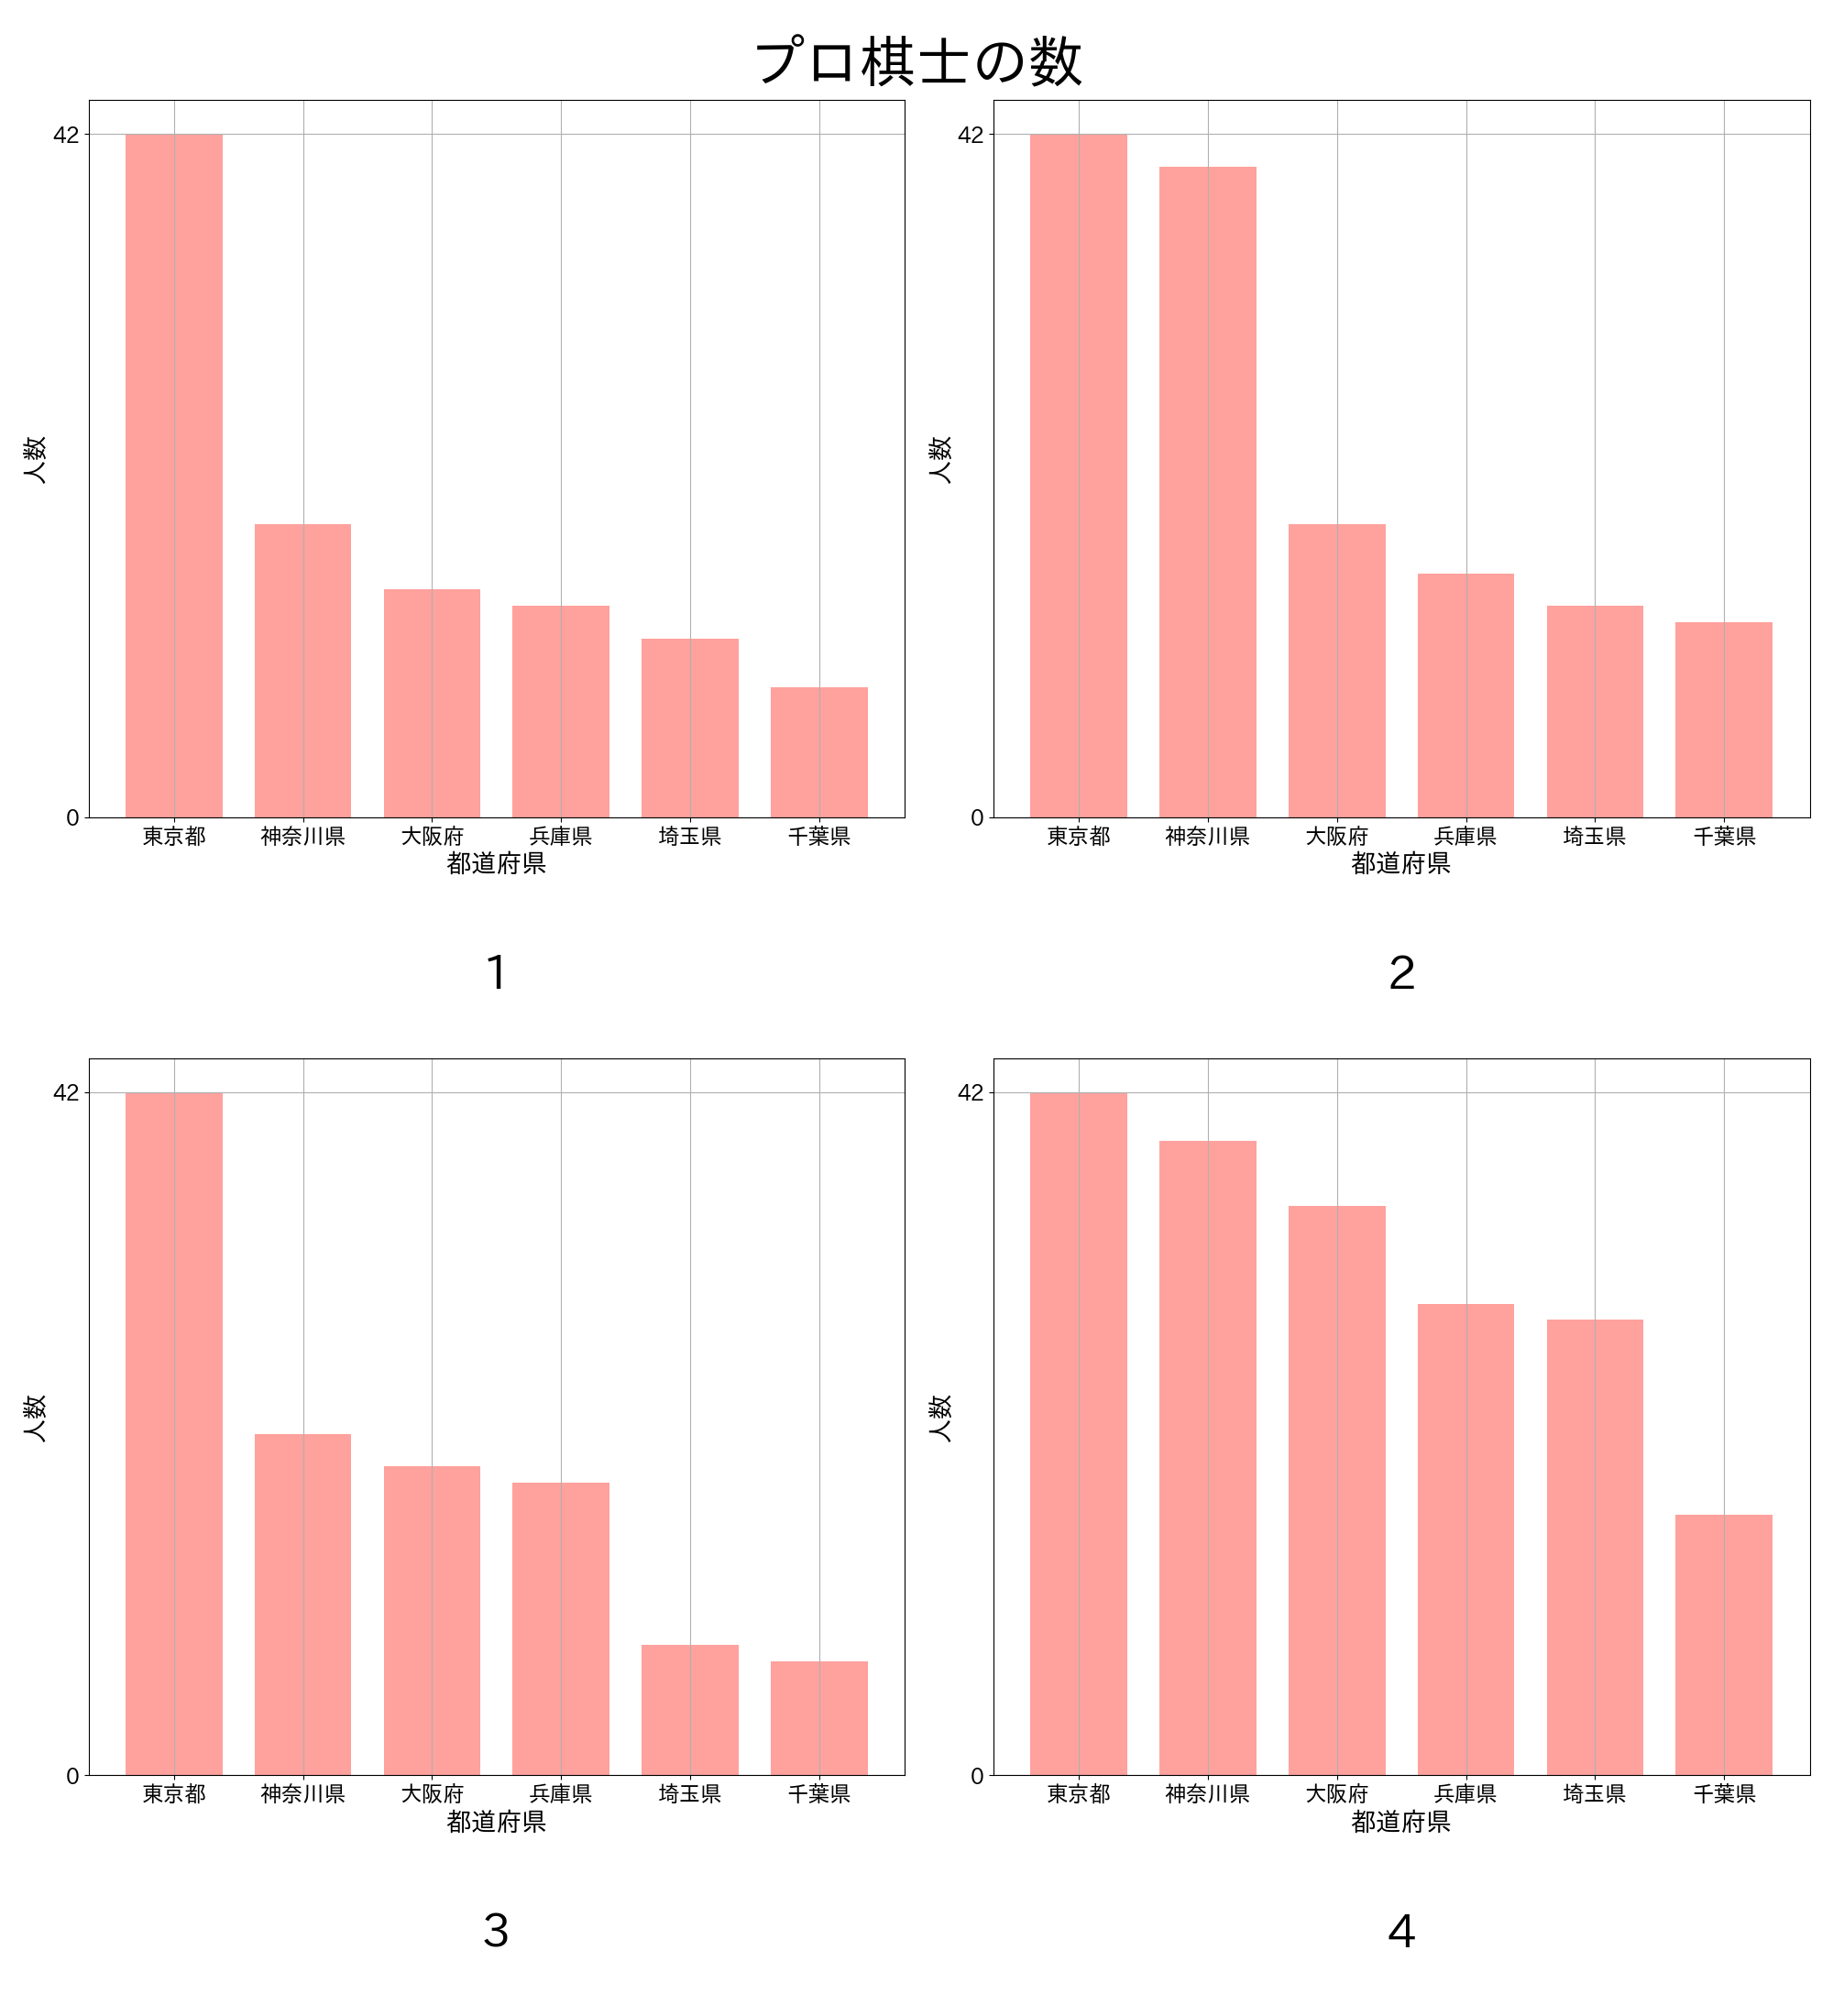 プロ棋士の数
42
0
人数
東京都 神奈川県 大阪府 兵庫県 埼玉県 千葉県
都道府県
1
42
0
人数
東京都 神奈川県 大阪府 兵庫県 埼玉県 千葉県
都道府県
2
42
0
人数
東京都 神奈川県 大阪府 兵庫県 埼玉県 千葉県
都道府県
3
42
0
人数
東京都 神奈川県 大阪府 兵庫県 埼玉県 千葉県
都道府県
4